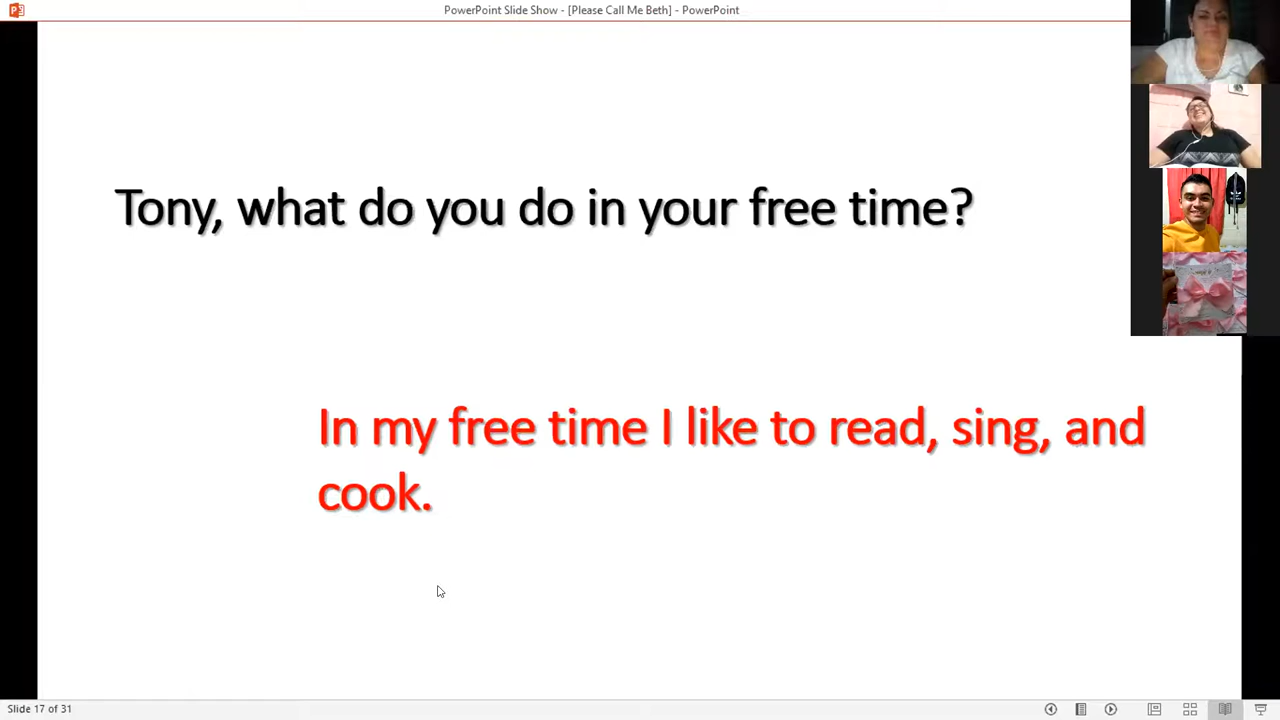 PowerPoint Slide Show - [Please Call Me Beth] - PowerPoint
Tony, what do you do in your free time?
In my free time I like to read, sing, and
cook.
Slide 17 of 31